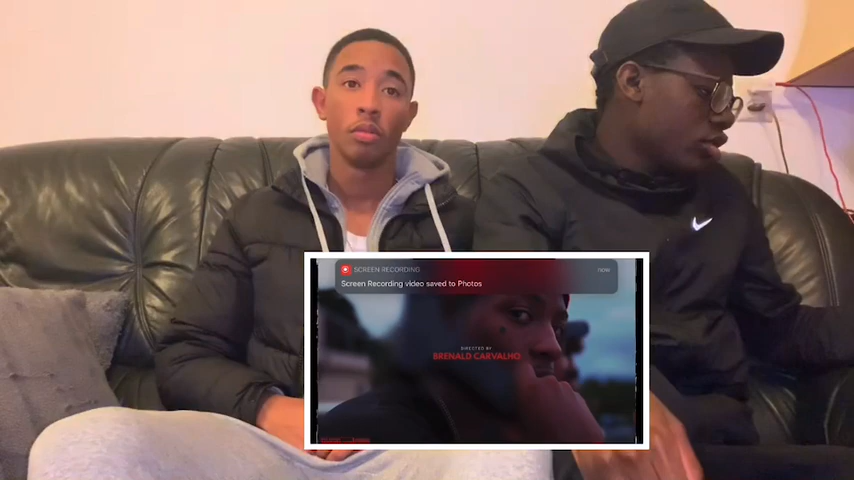 SCREEN RECORDING
now
Screen Recording video saved to Photos
DIRECTED BY
BRENALD CARVALHO